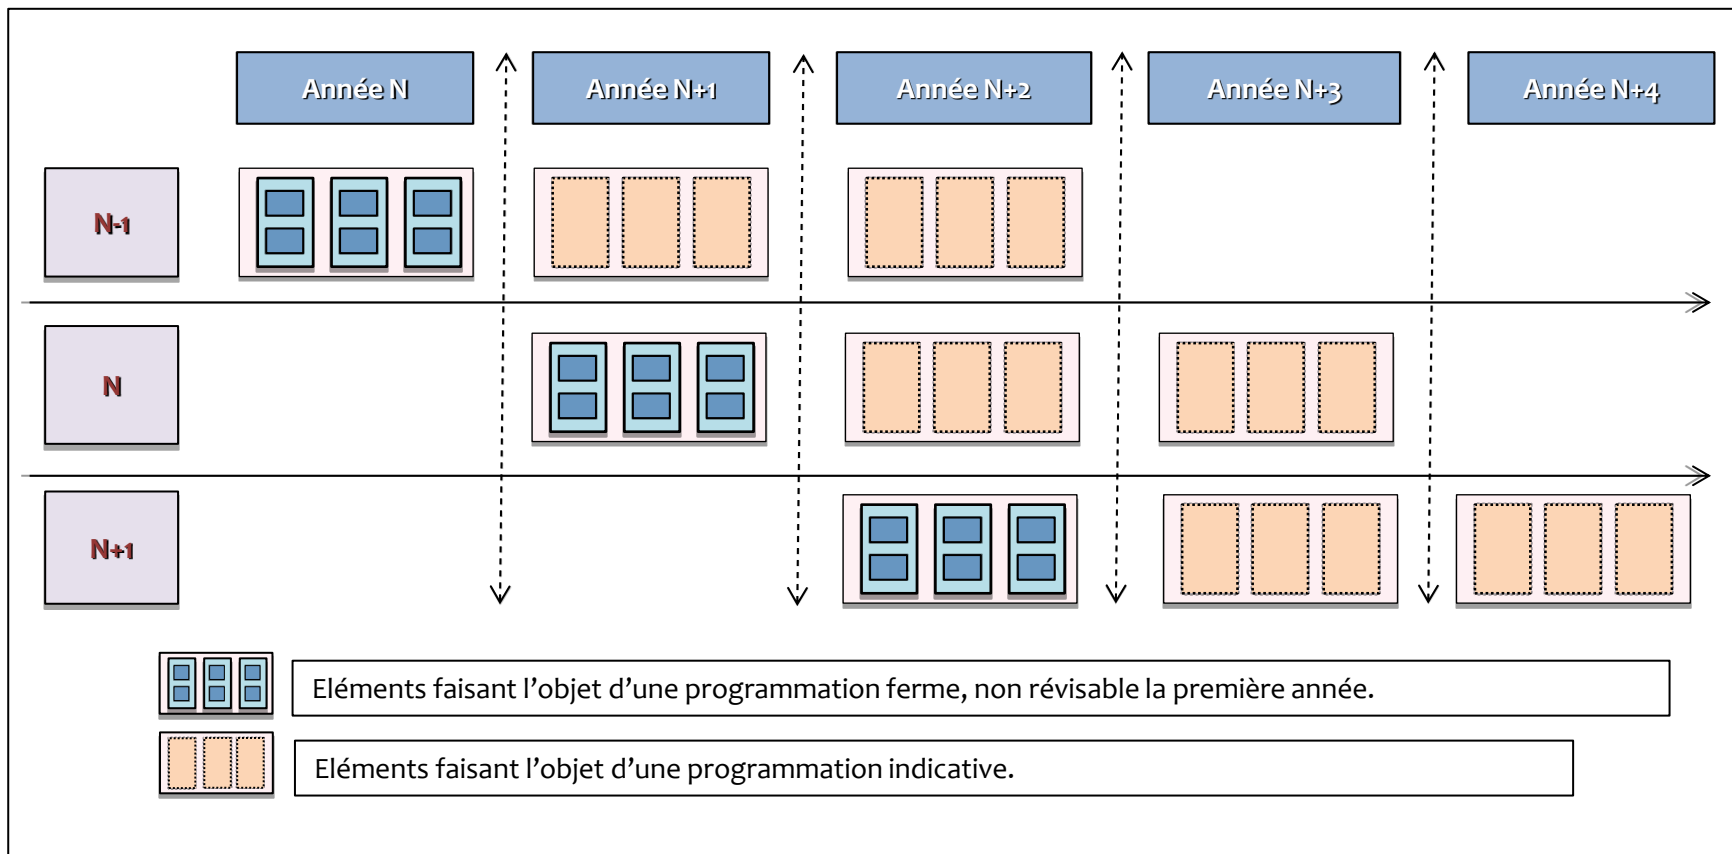 Année N
Année N+1
Année N+2
Année N+3
Année N+4
N-1
N
N+1
Eléments faisant l’objet d’une programmation ferme, non révisable la première année.
Eléments faisant l’objet d’une programmation indicative.